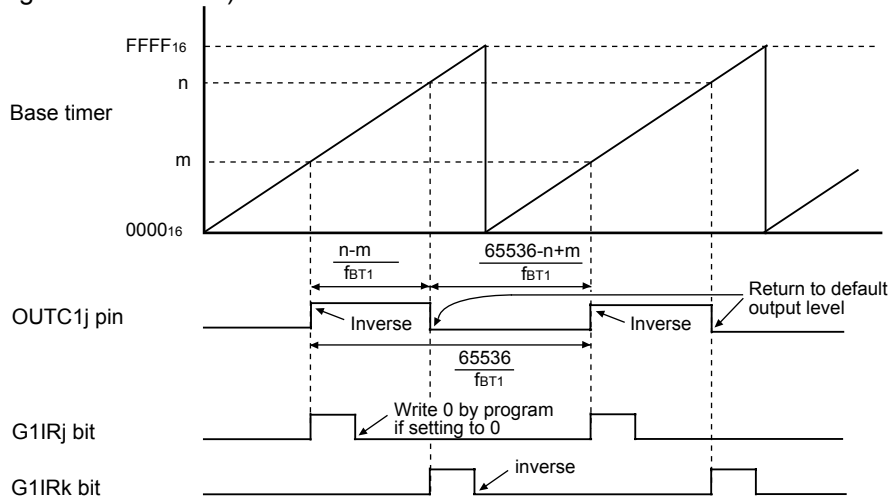 FFFF16
n
Base timer
m
000016
n-m
fBT1
65536-n+m
fBT1
Return to default
output level
OUTC1j pin
Inverse
Inverse
65536
fBT1
Write 0 by program
if setting to 0
G1IRj bit
inverse
G1IRk bit